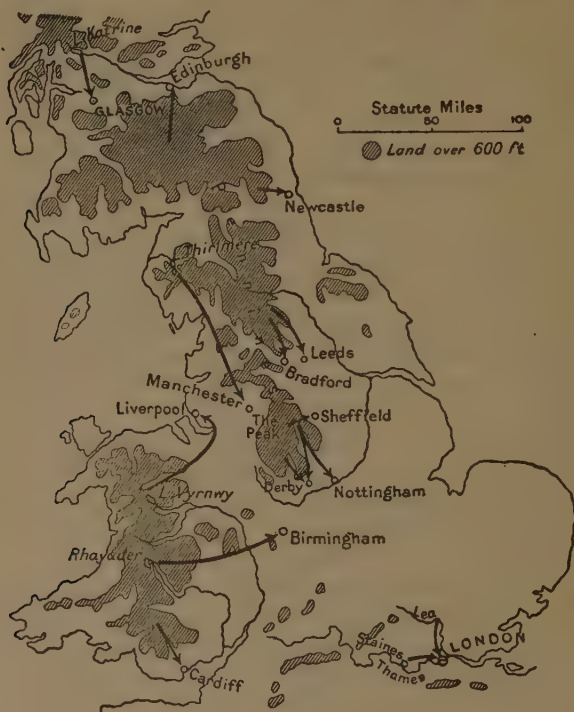 Katrine
Edinburgh
GLASGOW
Statute Miles
0 50 100
Land over 600 ft
Newcastle
Thirlmere
Leeds
Bradford
Manchester
Liverpool
The
Peak
Sheffield
Derby
Nottingham
L. Vyrnwy
Birmingham
Rhayader
Lea
Staines
LONDON
Thames
Cardiff